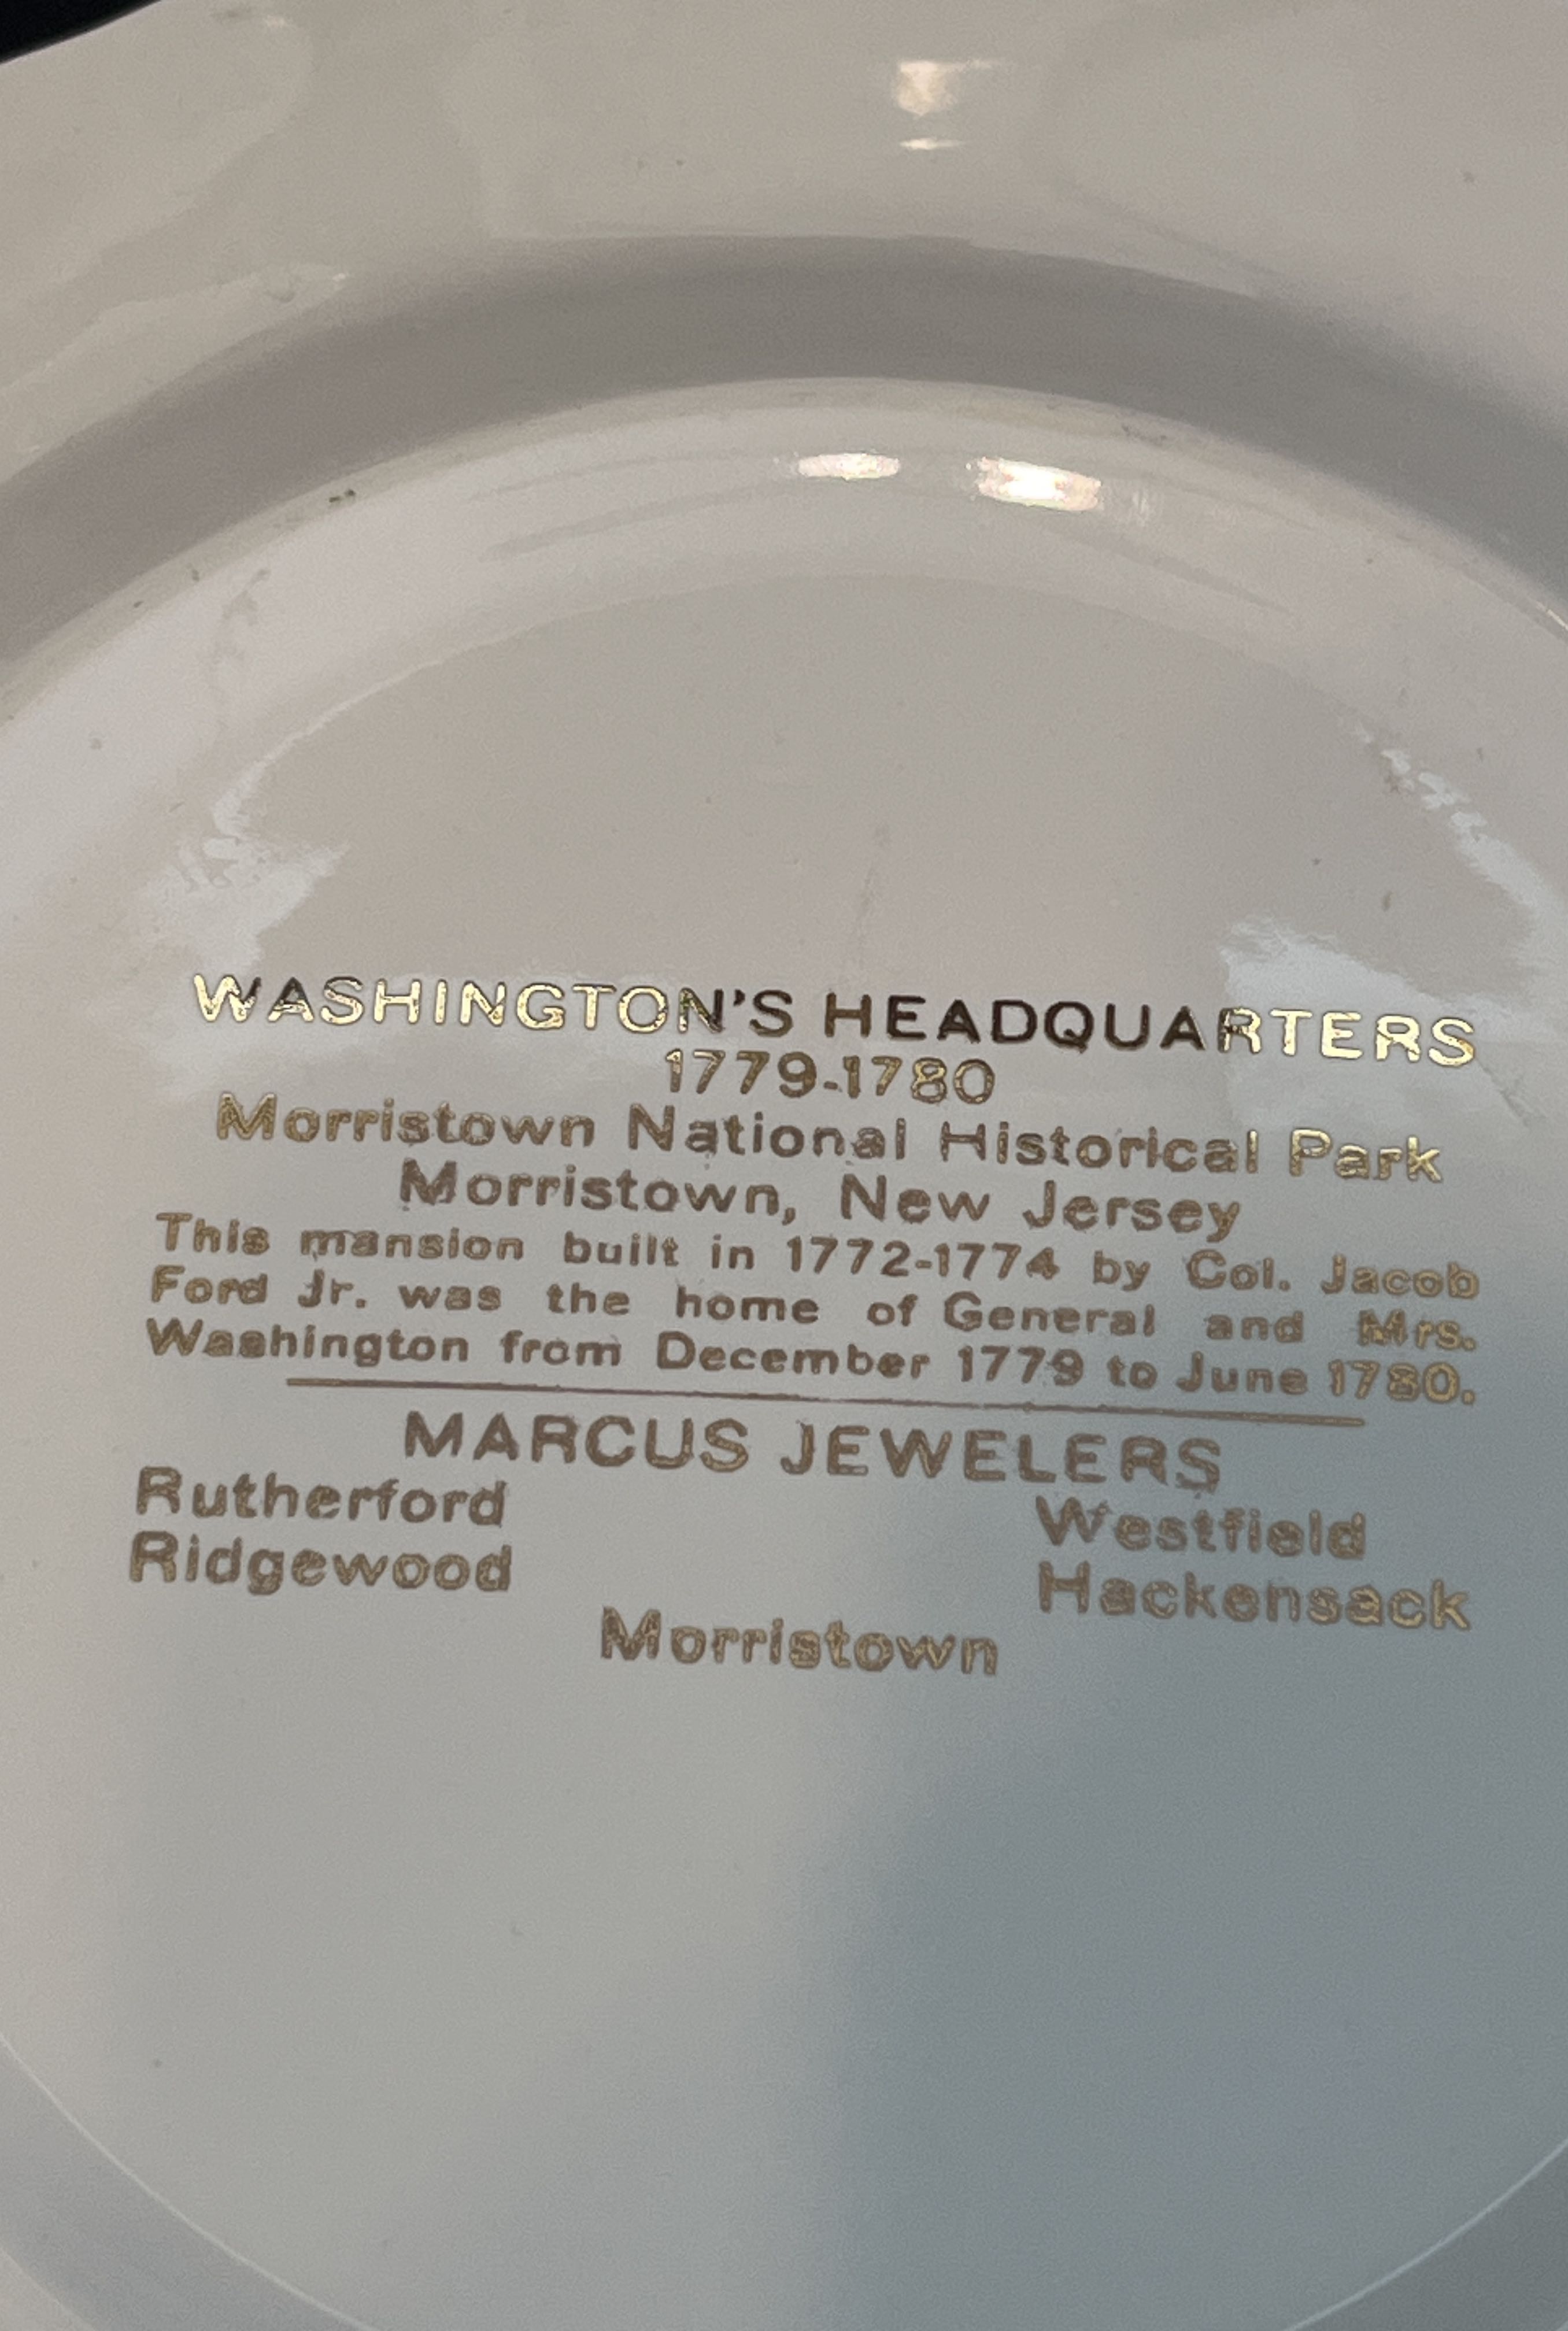 WASHINGTON'S HEADQUARTERS
1779-1780
Morristown National Historical Park
Morristown, New Jersey
This mansion built in 1772-1774 by Col. Jacob
Ford Jr. was the home of General and Mrs.
Washington from December 1779 to June 1780.
MARCUS JEWELERS
Rutherford Westfield
Ridgewood Hackensack
Morristown